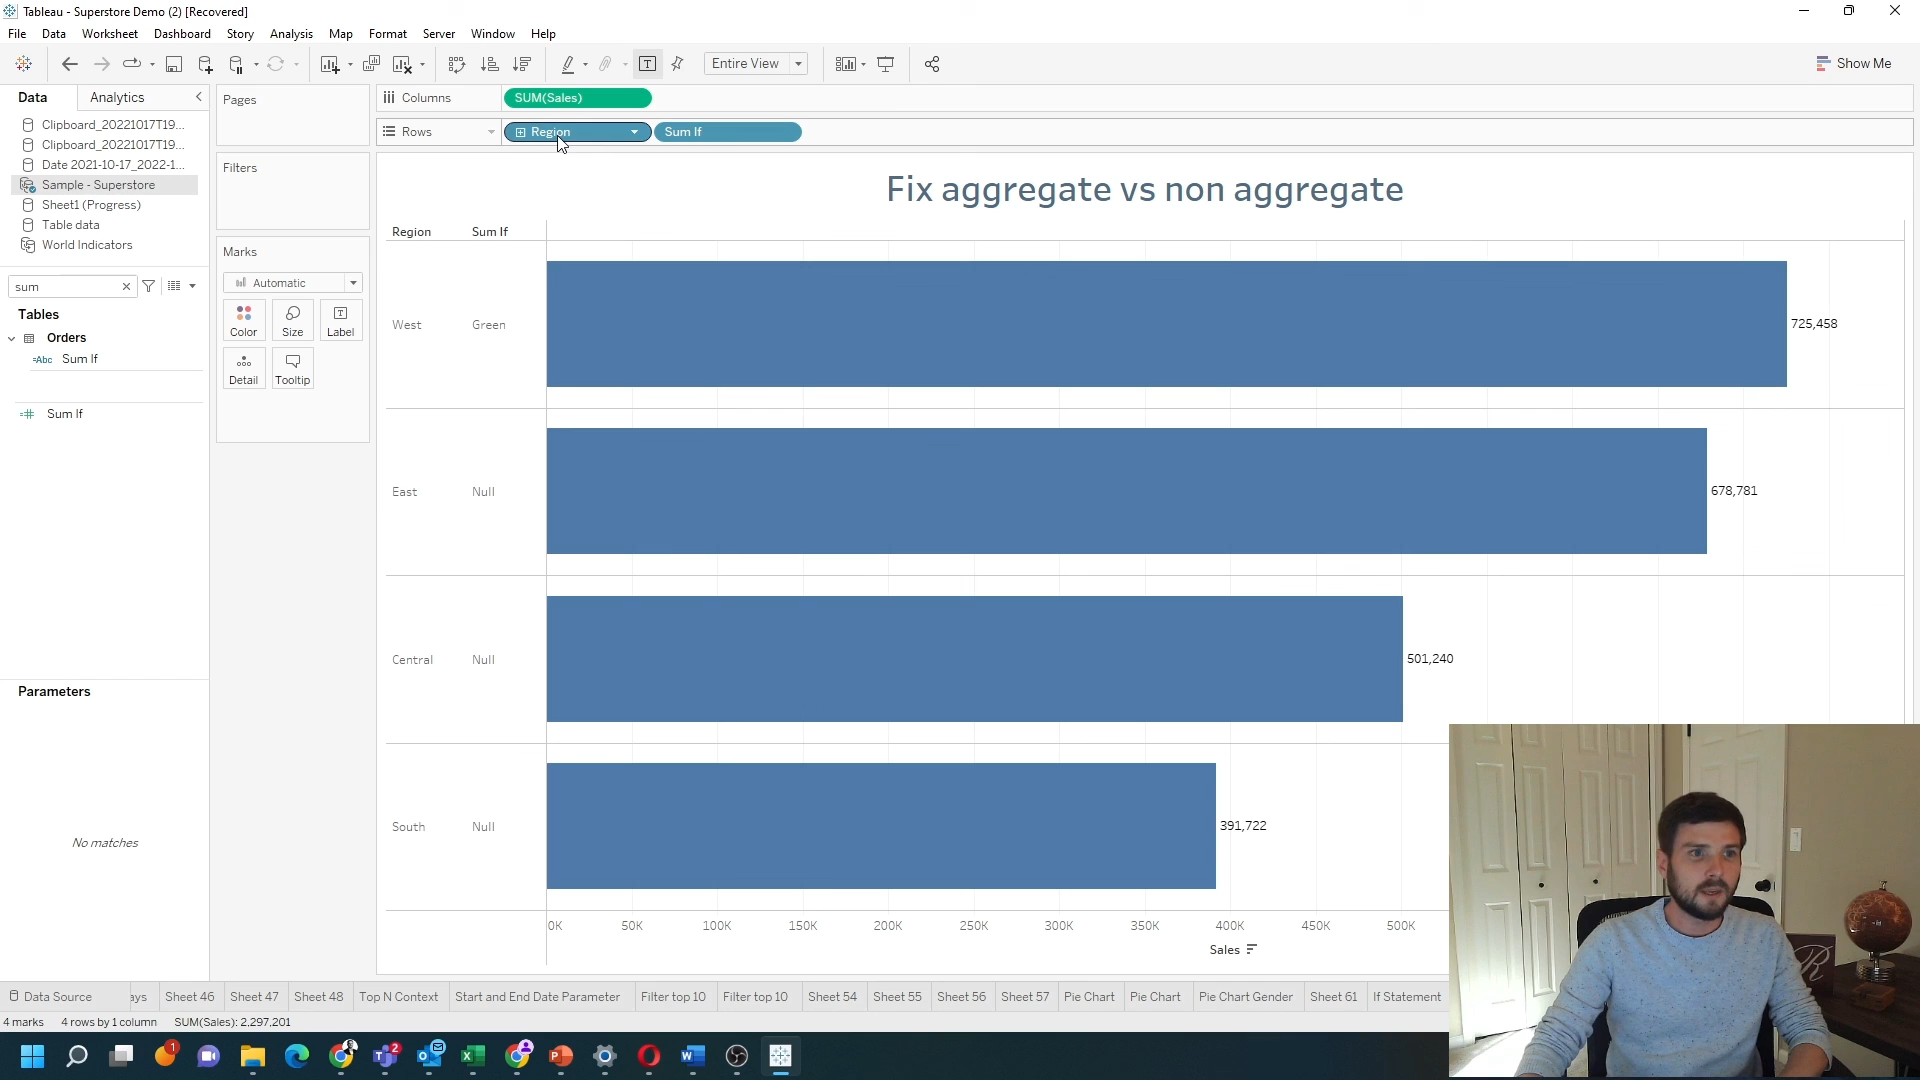 Tableau - Superstore Demo (2) [Recovered]
File Data Worksheet Dashboard Story Analysis Map Format Server Window Help
Entire View
Show Me
Data Analytics
Clipboard_20221017T19...
Clipboard_20221017T19...
Date 2021-10-17_2022-1...
Sample - Superstore
Sheet1 (Progress)
Table data
World Indicators
sum
Tables
Orders
Abc Sum If
Sum If
Parameters
No matches
Pages
Filters
Marks
Automatic
Color Size Label
Detail Tooltip
Columns SUM(Sales)
Rows Region Sum If
Fix aggregate vs non aggregate
Region Sum If
West Green 725,458
East Null 678,781
Central Null 501,240
South Null 391,722
0K 50K 100K 150K 200K 250K 300K 350K 400K 450K 500K
Sales
Data Source ays Sheet 46 Sheet 47 Sheet 48 Top N Context Start and End Date Parameter Filter top 10 Filter top 10 Sheet 54 Sheet 55 Sheet 56 Sheet 57 Pie Chart Pie Chart Pie Chart Gender Sheet 61 If Statement
4 marks 4 rows by 1 column SUM(Sales): 2,297,201